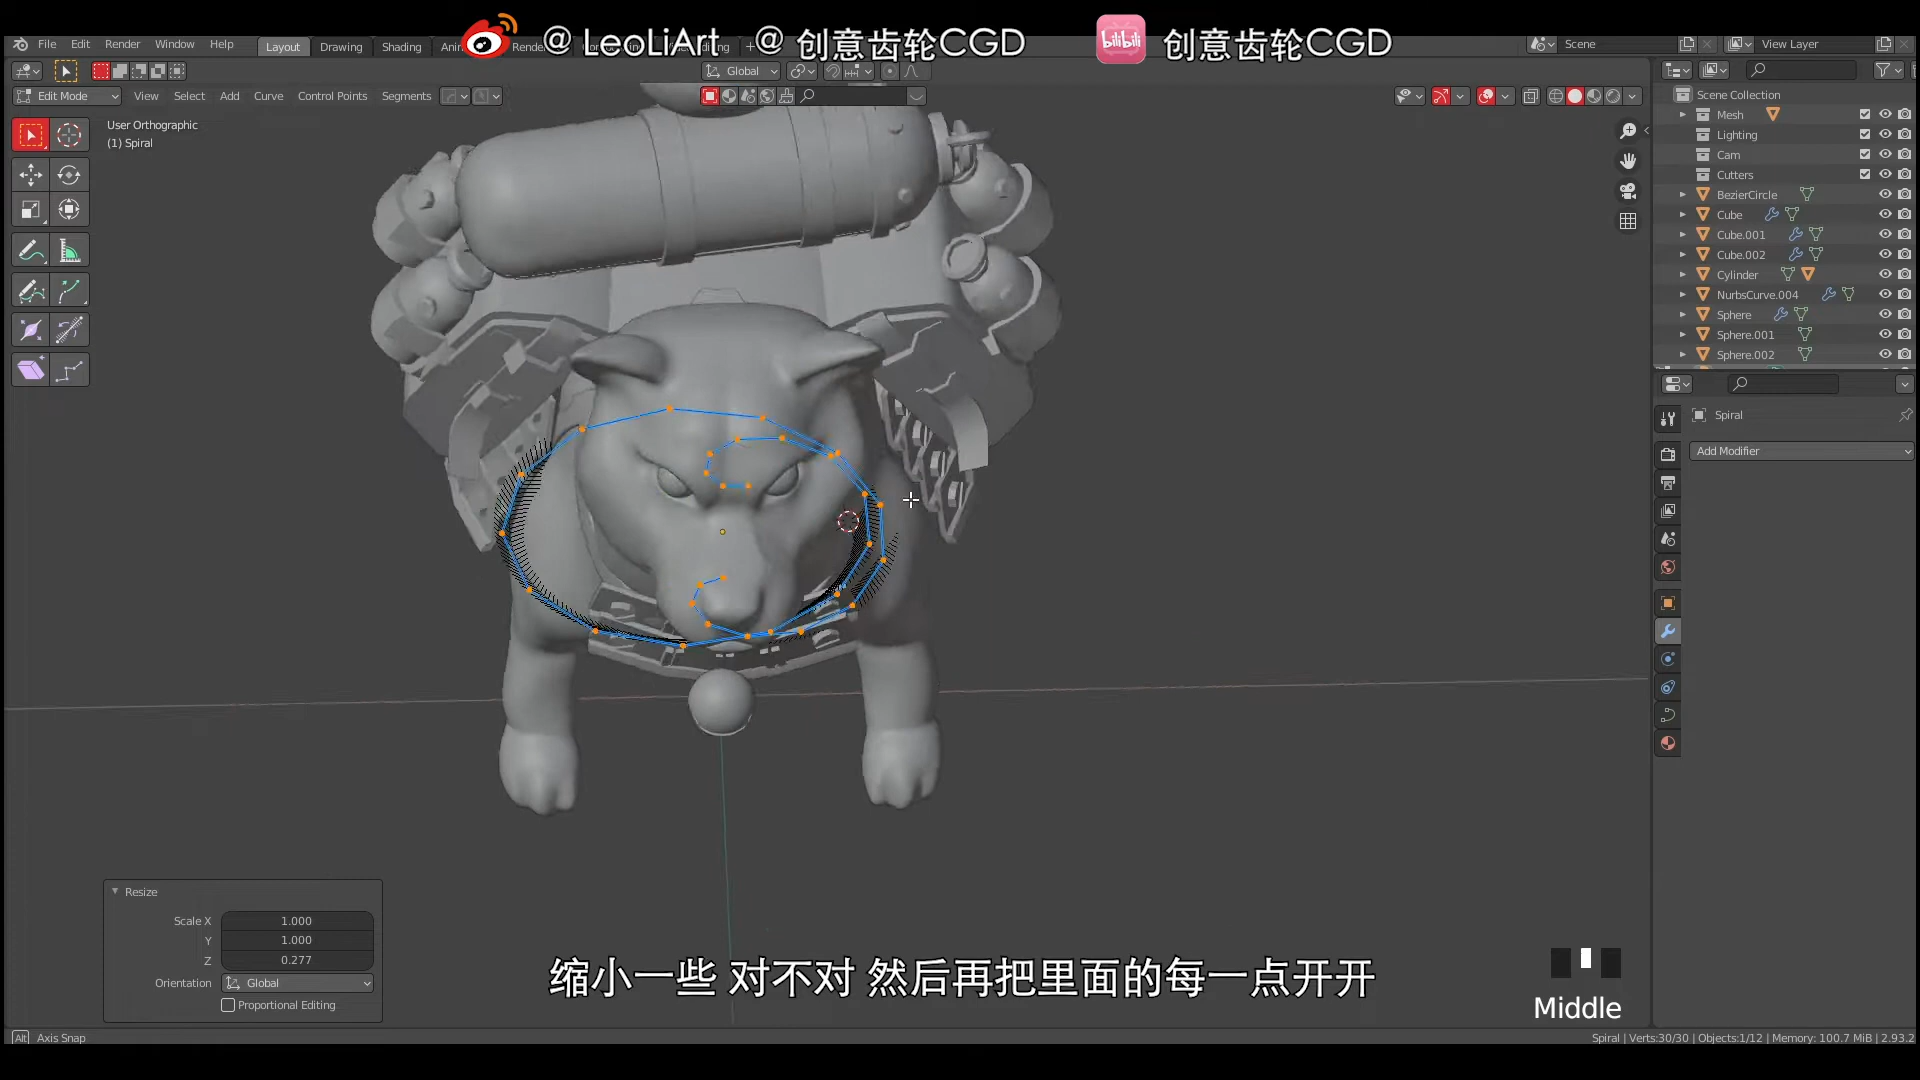 @ LeoLiArt @ 创意齿轮CGD
bilibili 创意齿轮CGD
File Edit Render Window Help Layout Drawing Shading
Scene View Layer
Global
Edit Mode View Select Add Curve Control Points Segments
User Orthographic
(1) Spiral
Scene Collection
Mesh
Lighting
Cam
Cutters
BezierCircle
Cube
Cube.001
Cube.002
Cylinder
NurbsCurve.004
Sphere
Sphere.001
Sphere.002
Spiral
Add Modifier
Resize
Scale X 1.000
Y 1.000
Z 0.277
Orientation Global
Proportional Editing
缩小一些 对不对 然后再把里面的每一点开开
Middle
Alt Axis Snap
Spiral | Verts:30/30 | Objects:1/12 | Memory: 100.7 MiB | 2.93.2